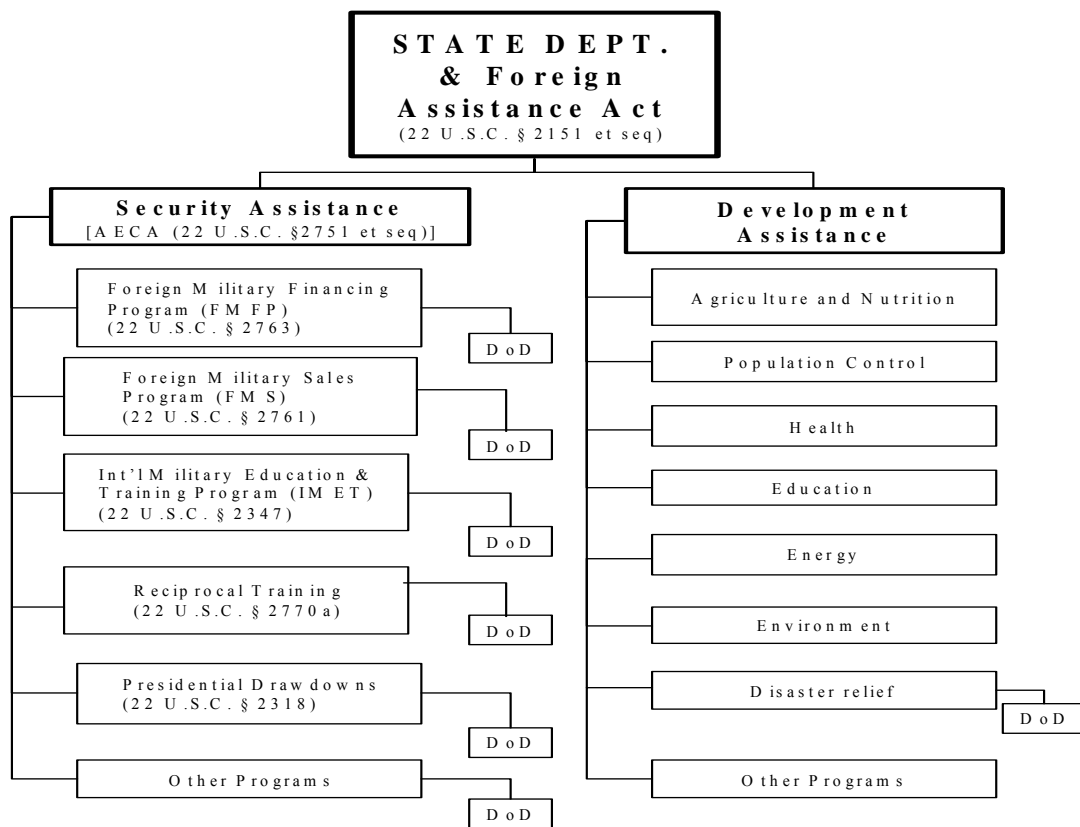 STATE DEPT.
& Foreign
Assistance Act
(22 U.S.C. § 2151 et seq)
Security Assistance
[AECA (22 U.S.C. §2751 et seq)]
Foreign Military Financing
Program (FMFP)
(22 U.S.C. § 2763)
DoD
Foreign Military Sales
Program (FMS)
(22 U.S.C. § 2761)
DoD
Int'l Military Education &
Training Program (IMET)
(22 U.S.C. § 2347)
DoD
Reciprocal Training
(22 U.S.C. § 2770a)
DoD
Presidential Drawdowns
(22 U.S.C. § 2318)
DoD
Other Programs
DoD
Development
Assistance
Agriculture and Nutrition
Population Control
Health
Education
Energy
Environment
Disaster relief
DoD
Other Programs